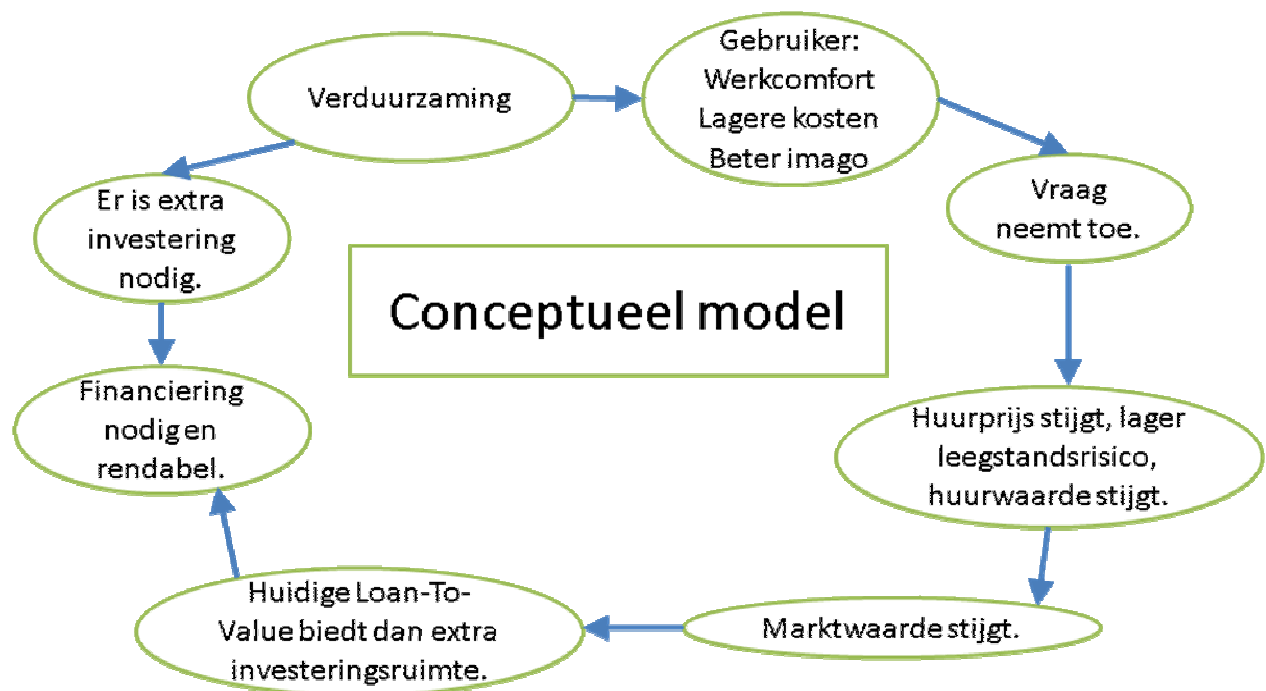 Verduurzaming
Gebruiker:
Werkcomfort
Lagere kosten
Beter imago
Vraag
neemt toe.
Er is extra
investering
nodig.
Conceptueel model
Financiering
nodig en
rendabel.
Huurprijs stijgt, lager
leegstandsrisico,
huurwaarde stijgt.
Huidige Loan-To-
Value biedt dan extra
investeringsruimte.
Marktwaarde stijgt.